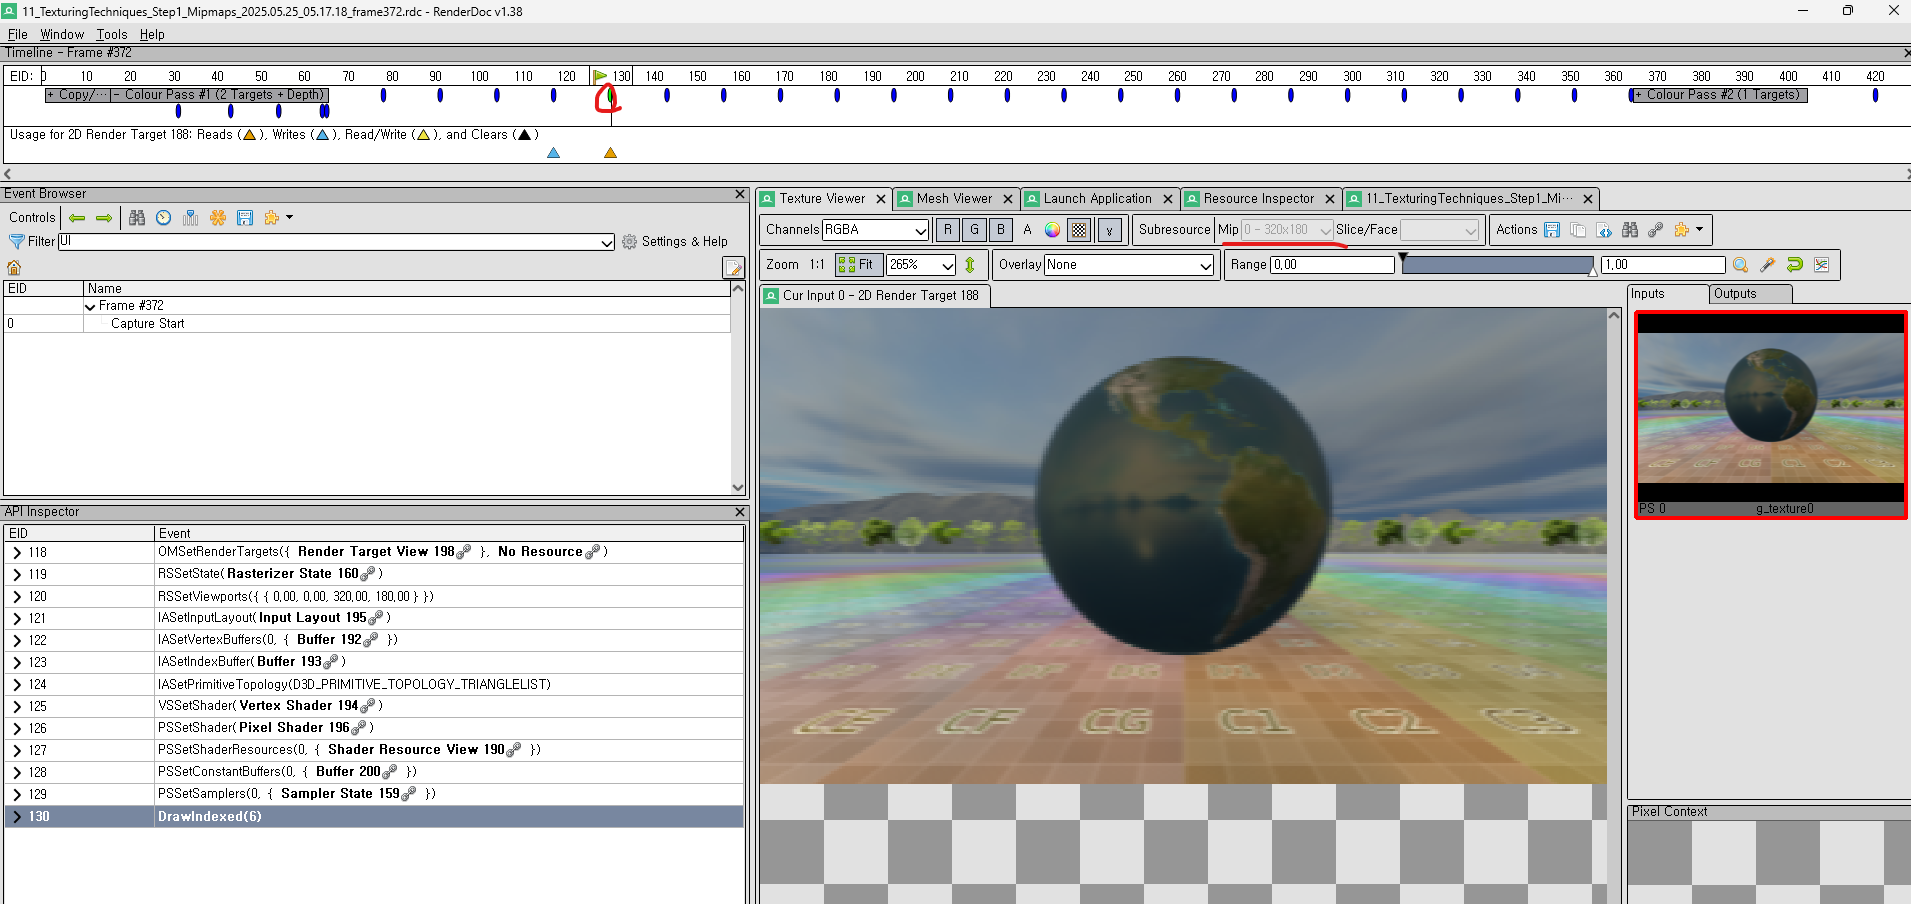 11_TexturingTechniques_Step1_Mipmaps_2025.05.25_05.17.18_frame372.rdc - RenderDoc v1.38
File Window Tools Help
Timeline - Frame #372
EID: 0 10 20 30 40 50 60 70 80 90 100 110 120 130 140 150 160 170 180 190 200 210 220 230 240 250 260 270 280 290 300 310 320 330 340 350 360 370 380 390 400 410 420
+ Copy/... - Colour Pass #1 (2 Targets + Depth) + Colour Pass #2 (1 Targets)
Usage for 2D Render Target 188: Reads ( ), Writes ( ), Read/Write ( ), and Clears ( )
Event Browser
Controls
Filter UI Settings & Help
EID Name
Frame #372
0 Capture Start
API Inspector
EID Event
118 OMSetRenderTargets({ Render Target View 198 }, No Resource )
119 RSSetState( Rasterizer State 160 )
120 RSSetViewports({ { 0,00, 0,00, 320,00, 180,00 } })
121 IASetInputLayout( Input Layout 195 )
122 IASetVertexBuffers(0, { Buffer 192 })
123 IASetIndexBuffer( Buffer 193 )
124 IASetPrimitiveTopology(D3D_PRIMITIVE_TOPOLOGY_TRIANGLELIST)
125 VSSetShader( Vertex Shader 194 )
126 PSSetShader( Pixel Shader 196 )
127 PSSetShaderResources(0, { Shader Resource View 190 })
128 PSSetConstantBuffers(0, { Buffer 200 })
129 PSSetSamplers(0, { Sampler State 159 })
130 DrawIndexed(6)
Texture Viewer Mesh Viewer Launch Application Resource Inspector 11_TexturingTechniques_Step1_Mi...
Channels RGBA R G B A γ Subresource Mip 0 - 320x180 Slice/Face Actions
Zoom 1:1 Fit 265% Overlay None Range 0,00 1,00
Cur Input 0 - 2D Render Target 188
CE CF CG C1 C2 C3
Inputs Outputs
PS 0 g_texture0
Pixel Context